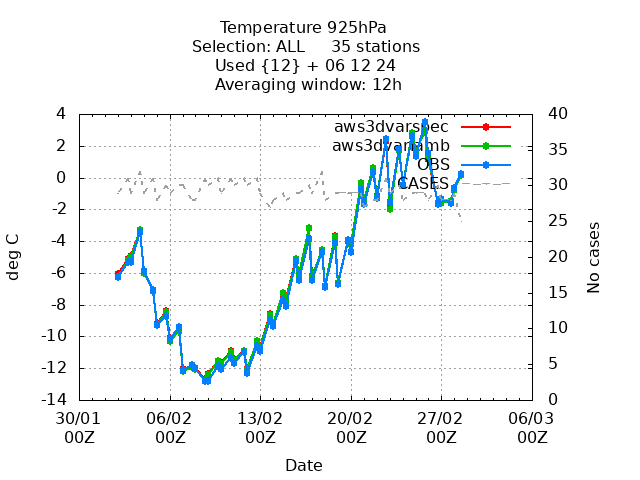 Temperature 925hPa
Selection: ALL     35 stations
Used {12} + 06 12 24
Averaging window: 12h
4
2
0
-2
-4
-6
-8
-10
-12
-14
deg C
40
35
30
25
20
15
10
5
0
No cases
aws3dvarspec
aws3dvariamb
OBS
CASES
30/01 06/02 13/02 20/02 27/02 06/03
00Z 00Z 00Z 00Z 00Z 00Z
Date